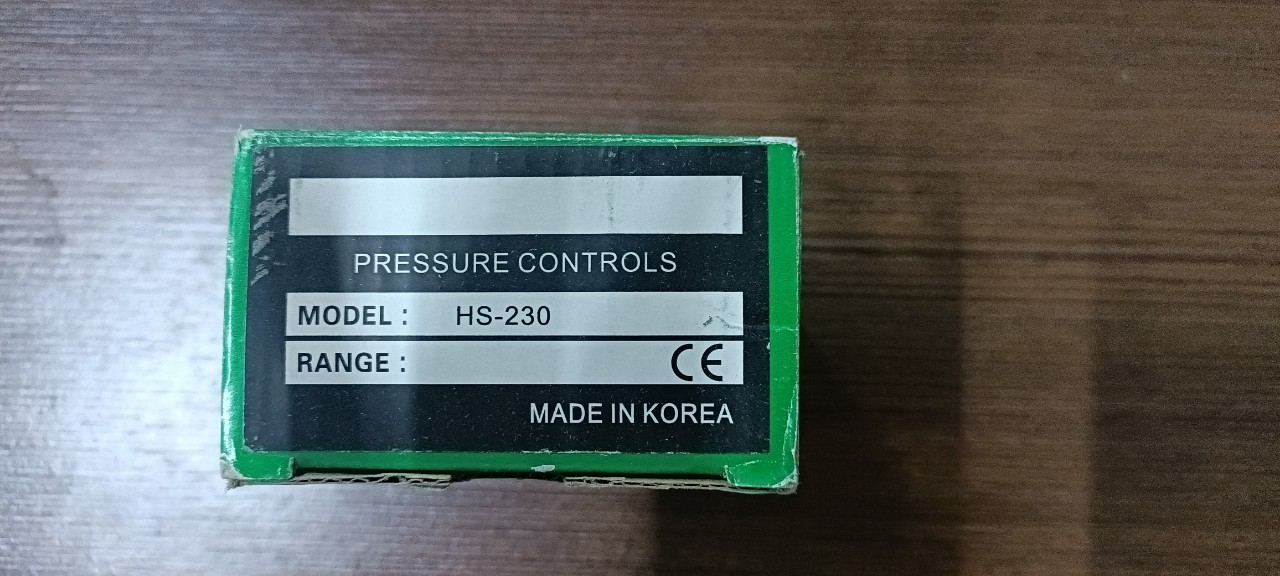 PRESSURE CONTROLS
MODEL : HS-230
RANGE : CE
MADE IN KOREA